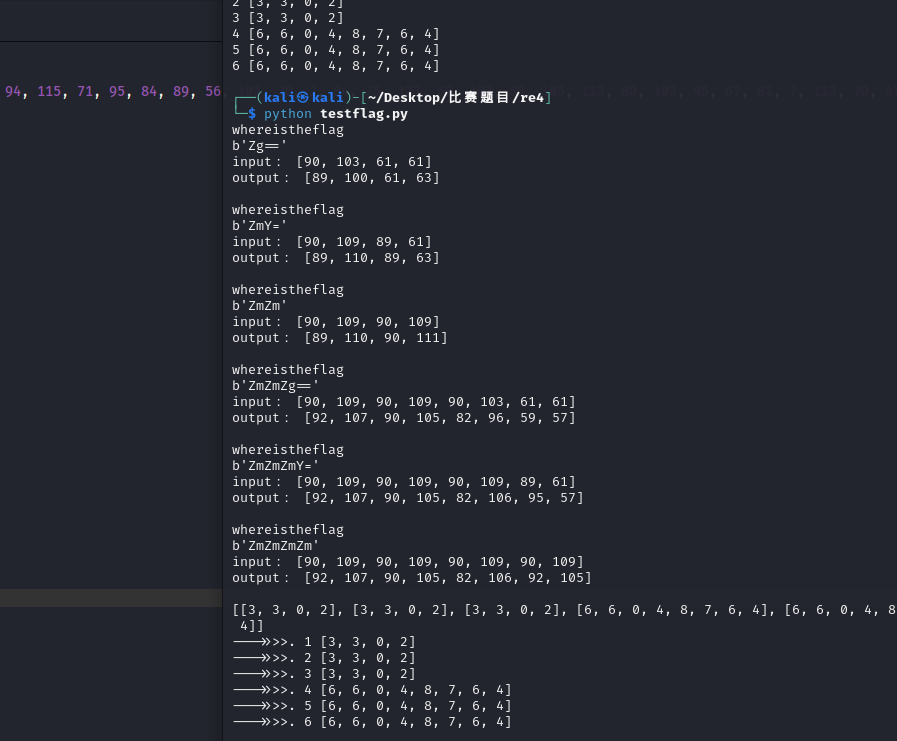 2 [3, 3, 0, 2]
3 [3, 3, 0, 2]
4 [6, 6, 0, 4, 8, 7, 6, 4]
5 [6, 6, 0, 4, 8, 7, 6, 4]
6 [6, 6, 0, 4, 8, 7, 6, 4]
94, 115, 71, 95, 84, 89, 56
┌──(kali㉿kali)-[~/Desktop/比赛题目/re4]
└─$ python testflag.py
whereistheflag
b'Zg=='
input： [90, 103, 61, 61]
output： [89, 100, 61, 63]
whereistheflag
b'ZmY='
input： [90, 109, 89, 61]
output： [89, 110, 89, 63]
whereistheflag
b'ZmZm'
input： [90, 109, 90, 109]
output： [89, 110, 90, 111]
whereistheflag
b'ZmZmZg=='
input： [90, 109, 90, 109, 90, 103, 61, 61]
output： [92, 107, 90, 105, 82, 96, 59, 57]
whereistheflag
b'ZmZmZmY='
input： [90, 109, 90, 109, 90, 109, 89, 61]
output： [92, 107, 90, 105, 82, 106, 95, 57]
whereistheflag
b'ZmZmZmZm'
input： [90, 109, 90, 109, 90, 109, 90, 109]
output： [92, 107, 90, 105, 82, 106, 92, 105]
[[3, 3, 0, 2], [3, 3, 0, 2], [3, 3, 0, 2], [6, 6, 0, 4, 8, 7, 6, 4], [6, 6, 0, 4, 8
4]]
---->>>>. 1 [3, 3, 0, 2]
---->>>>. 2 [3, 3, 0, 2]
---->>>>. 3 [3, 3, 0, 2]
---->>>>. 4 [6, 6, 0, 4, 8, 7, 6, 4]
---->>>>. 5 [6, 6, 0, 4, 8, 7, 6, 4]
---->>>>. 6 [6, 6, 0, 4, 8, 7, 6, 4]